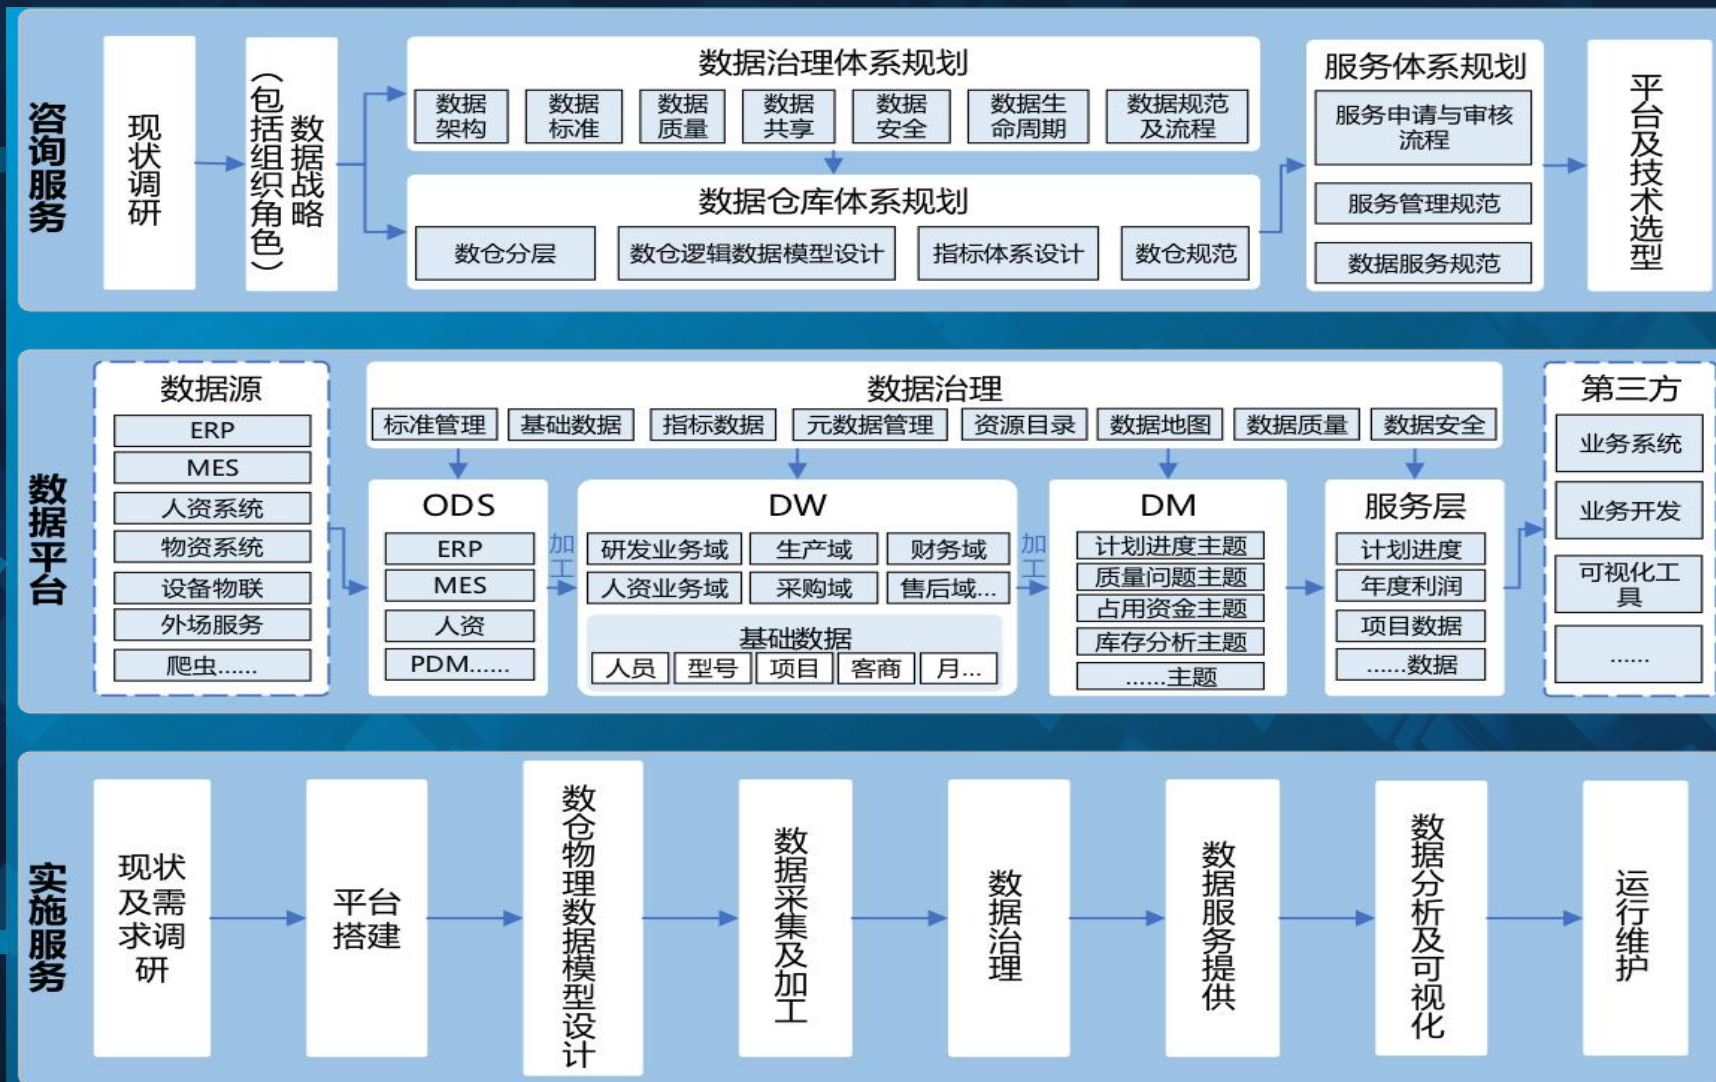 咨询服务
现状调研
数据战略
（包括组织角色）
数据治理体系规划
数据
架构
数据
标准
数据
质量
数据
共享
数据
安全
数据生
命周期
数据规范
及流程
数据仓库体系规划
数仓分层
数仓逻辑数据模型设计
指标体系设计
数仓规范
服务体系规划
服务申请与审核
流程
服务管理规范
数据服务规范
平台及技术选型
数据平台
数据源
ERP
MES
人资系统
物资系统
设备物联
外场服务
爬虫......
数据治理
标准管理
基础数据
指标数据
元数据管理
资源目录
数据地图
数据质量
数据安全
ODS
ERP
MES
人资
PDM......
加工
DW
研发业务域
生产域
财务域
人资业务域
采购域
售后域...
基础数据
人员
型号
项目
客商
月...
加工
DM
计划进度主题
质量问题主题
占用资金主题
库存分析主题
......主题
服务层
计划进度
年度利润
项目数据
......数据
第三方
业务系统
业务开发
可视化工
具
......
实施服务
现状
及需
求调
研
平台
搭建
数仓物理数据模型设计
数据采集及加工
数据治理
数据服务提供
数据分析及可视化
运行维护